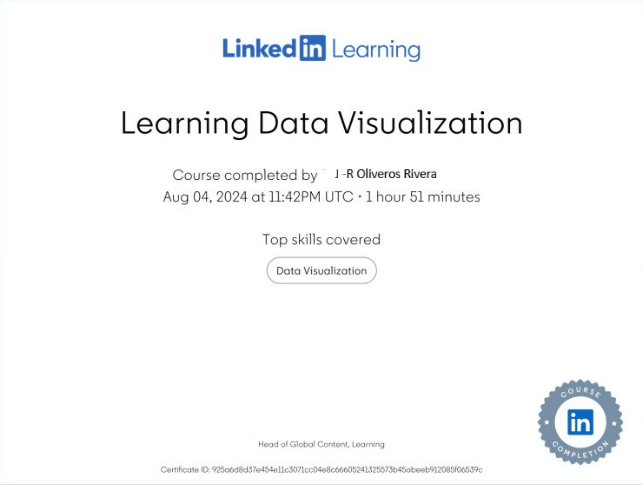 Linked in Learning
Learning Data Visualization
Course completed by J -R Oliveros Rivera
Aug 04, 2024 at 11:42PM UTC • 1 hour 51 minutes
Top skills covered
Data Visualization
COURSE
in
COMPLETION
Head of Global Content, Learning
Certificate ID: 925a6d8d37e454e11c3071cc04e8c66605241325573b45abeeb912085f06539c